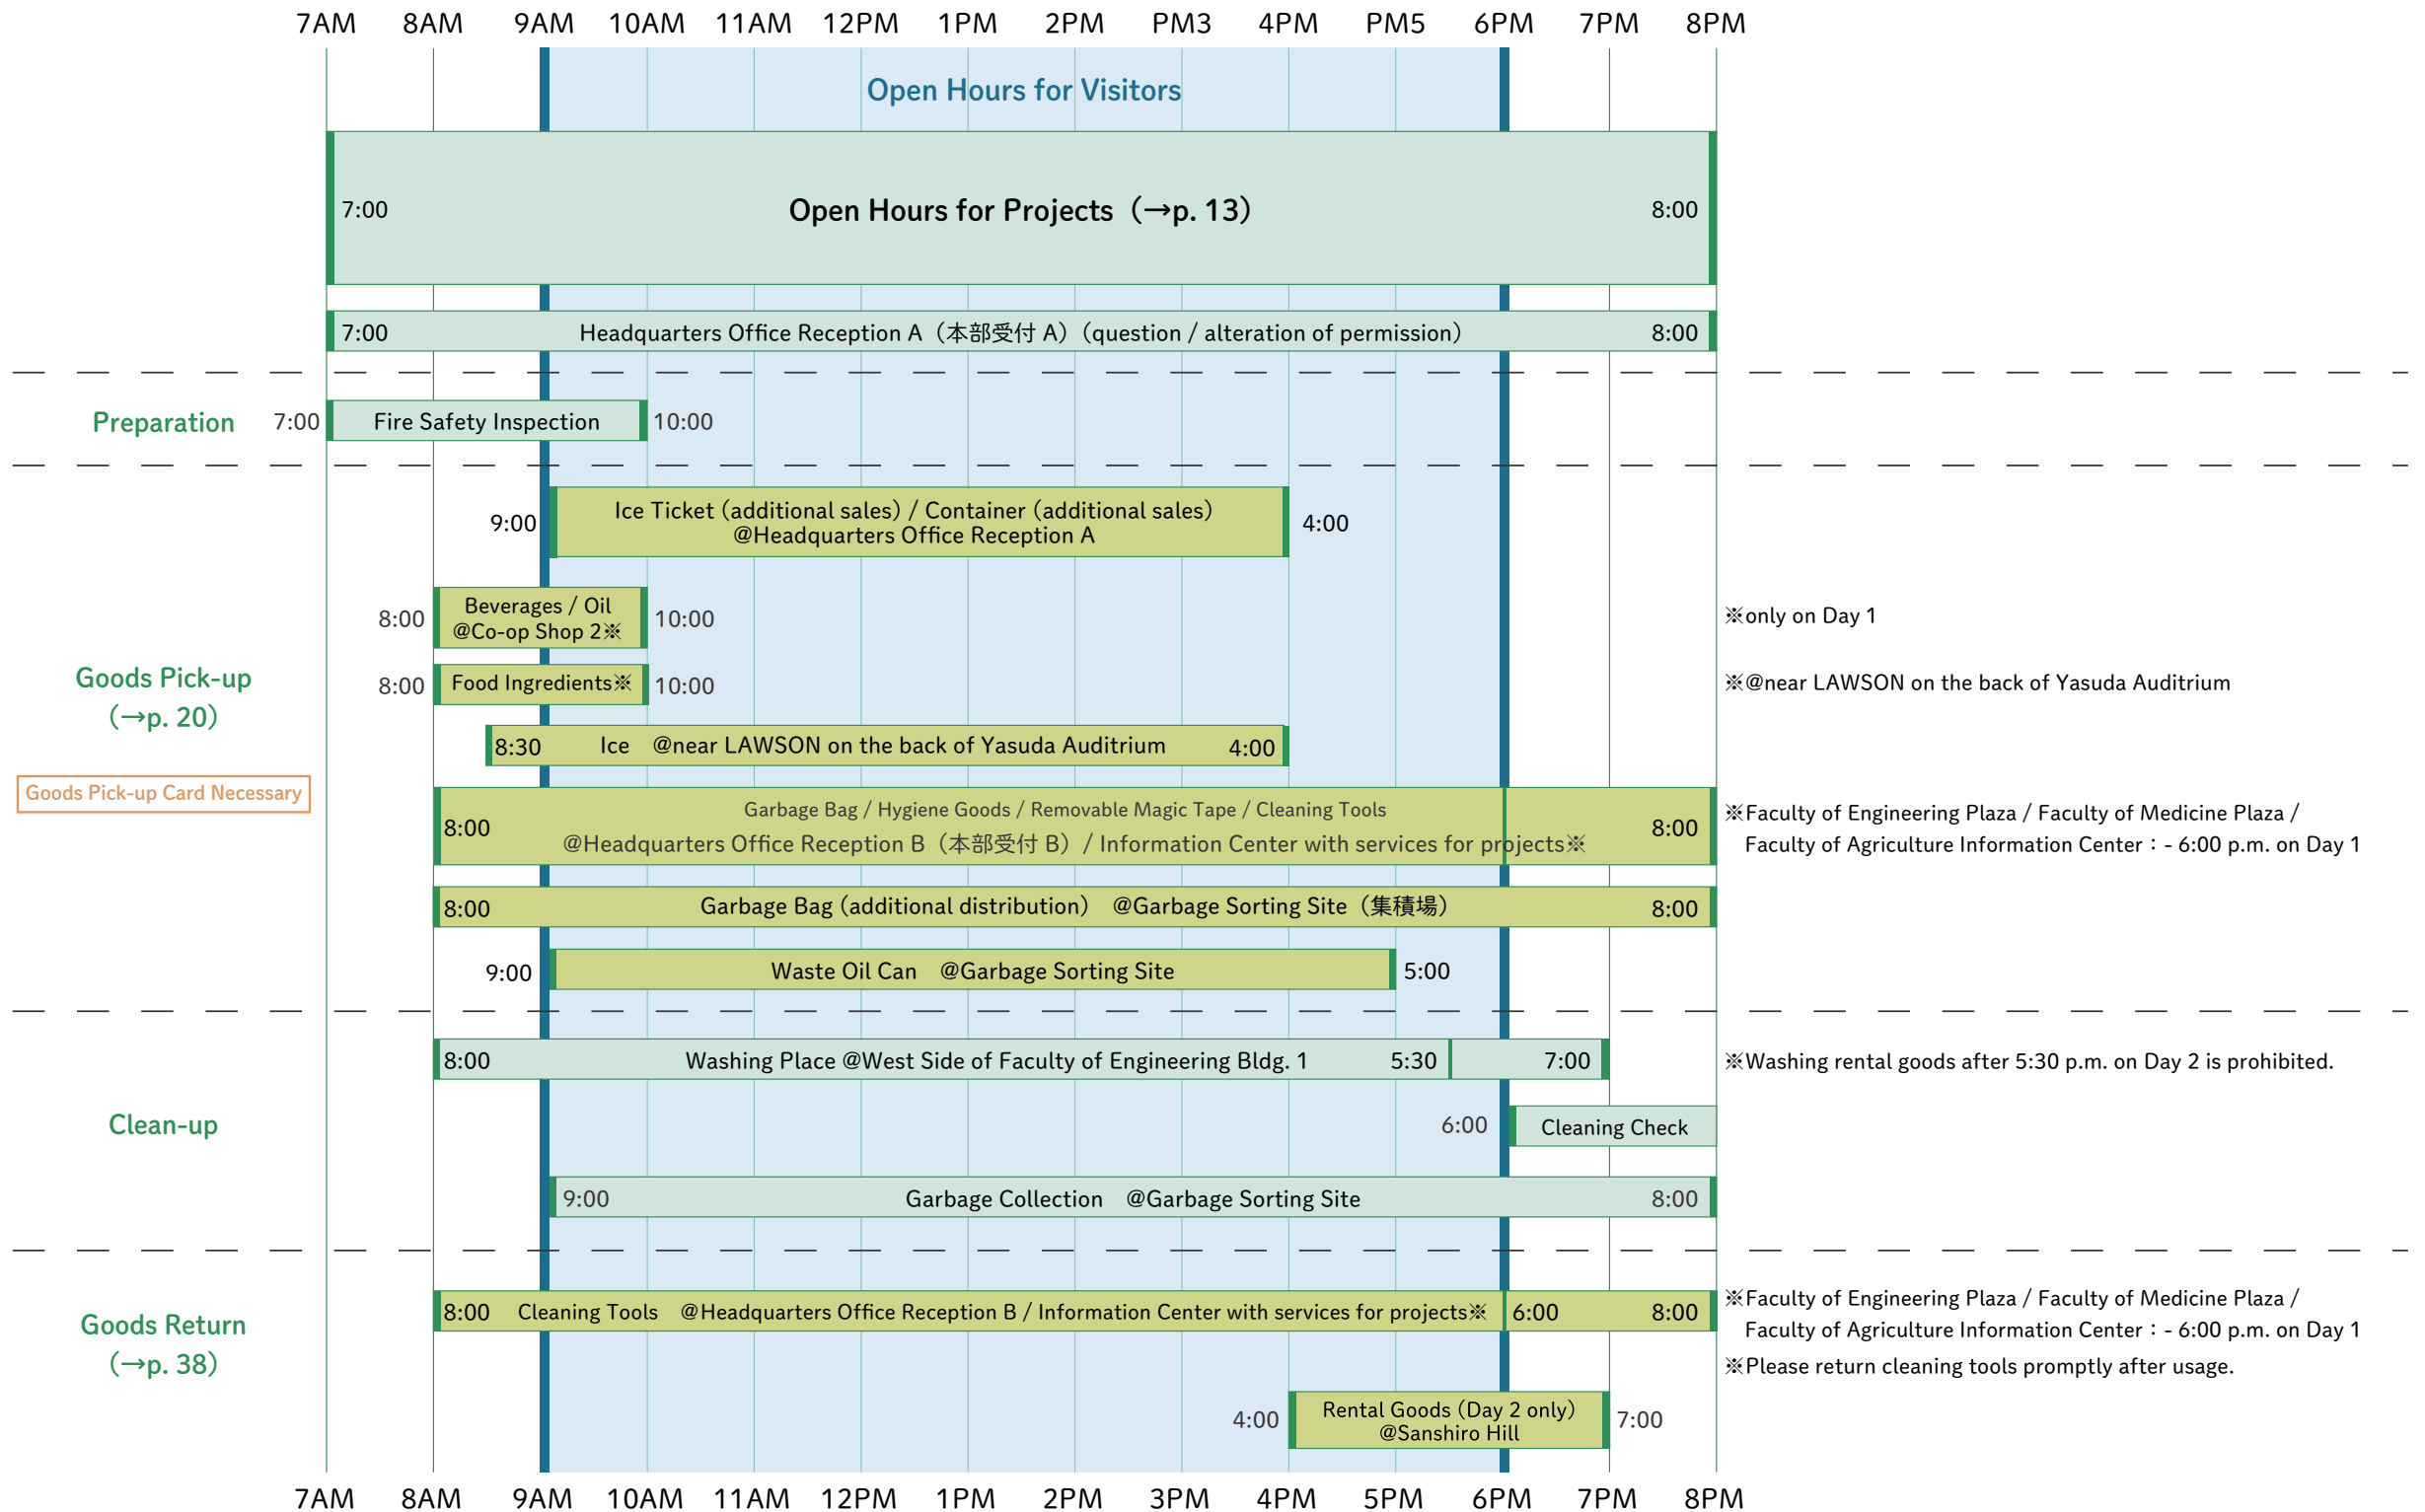 7AM 8AM 9AM 10AM 11AM 12PM 1PM 2PM PM3 4PM PM5 6PM 7PM 8PM
Open Hours for Visitors
7:00 Open Hours for Projects（→p. 13） 8:00
7:00 Headquarters Office Reception A（本部受付 A）（question / alteration of permission） 8:00
Preparation
7:00 Fire Safety Inspection 10:00
Ice Ticket (additional sales) / Container (additional sales)
9:00 4:00
@Headquarters Office Reception A
Beverages / Oil
8:00 10:00 ※only on Day 1
@Co-op Shop 2※
Goods Pick-up
（→p. 20）
8:00 Food Ingredients※ 10:00 ※@near LAWSON on the back of Yasuda Auditrium
8:30 Ice @near LAWSON on the back of Yasuda Auditrium 4:00
Goods Pick-up Card Necessary
Garbage Bag / Hygiene Goods / Removable Magic Tape / Cleaning Tools
8:00 8:00
@Headquarters Office Reception B（本部受付 B）/ Information Center with services for projects※
※Faculty of Engineering Plaza / Faculty of Medicine Plaza /
Faculty of Agriculture Information Center：- 6:00 p.m. on Day 1
8:00 Garbage Bag (additional distribution) @Garbage Sorting Site（集積場） 8:00
9:00 Waste Oil Can @Garbage Sorting Site 5:00
8:00 Washing Place @West Side of Faculty of Engineering Bldg. 1 5:30 7:00 ※Washing rental goods after 5:30 p.m. on Day 2 is prohibited.
Clean-up
6:00 Cleaning Check
9:00 Garbage Collection @Garbage Sorting Site 8:00
Goods Return
（→p. 38）
8:00 Cleaning Tools @Headquarters Office Reception B / Information Center with services for projects※ 6:00 8:00
※Faculty of Engineering Plaza / Faculty of Medicine Plaza /
Faculty of Agriculture Information Center：- 6:00 p.m. on Day 1
※Please return cleaning tools promptly after usage.
Rental Goods (Day 2 only)
4:00 7:00
@Sanshiro Hill
7AM 8AM 9AM 10AM 11AM 12PM 1PM 2PM 3PM 4PM 5PM 6PM 7PM 8PM